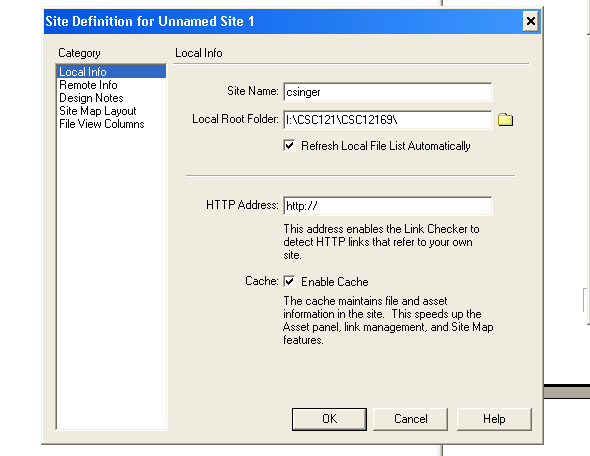 Site Definition for Unnamed Site 1
Category
Local Info
Remote Info
Design Notes
Site Map Layout
File View Columns
Local Info
Site Name: csinger
Local Root Folder: I:\CSC121\CSC12169\
Refresh Local File List Automatically
HTTP Address: http://
This address enables the Link Checker to
detect HTTP links that refer to your own
site.
Cache: Enable Cache
The cache maintains file and asset
information in the site. This speeds up the
Asset panel, link management, and Site Map
features.
OK Cancel Help